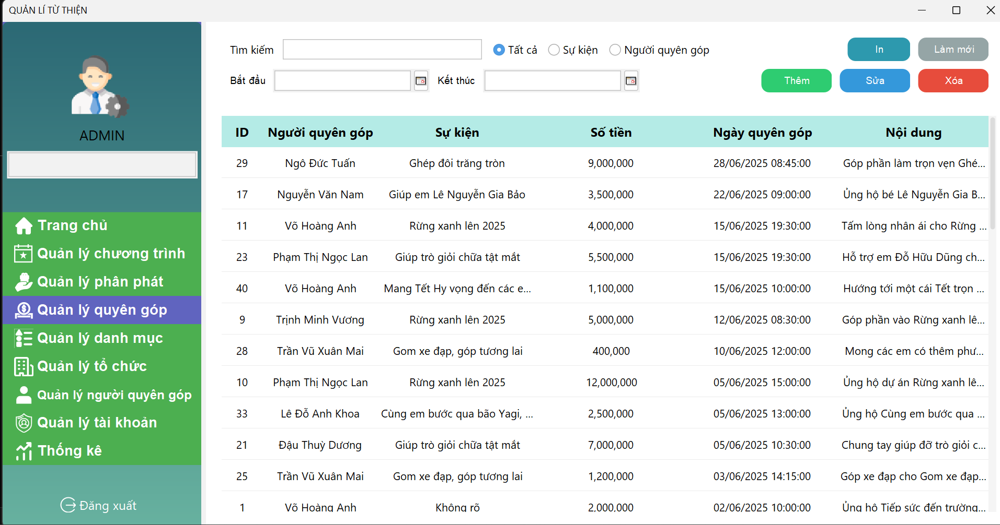 QUẢN LÍ TỪ THIỆN
ADMIN
Trang chủ
Quản lý chương trình
Quản lý phân phát
Quản lý quyên góp
Quản lý danh mục
Quản lý tổ chức
Quản lý người quyên góp
Quản lý tài khoản
Thống kê
Đăng xuất
Tìm kiếm Tất cả Sự kiện Người quyên góp In Làm mới
Bắt đầu Kết thúc Thêm Sửa Xóa
ID Người quyên góp Sự kiện Số tiền Ngày quyên góp Nội dung
29 Ngô Đức Tuấn Ghép đôi trăng tròn 9,000,000 28/06/2025 08:45:00 Góp phần làm trọn vẹn Ghé...
17 Nguyễn Văn Nam Giúp em Lê Nguyễn Gia Bảo 3,500,000 22/06/2025 09:00:00 Ủng hộ bé Lê Nguyễn Gia B...
11 Võ Hoàng Anh Rừng xanh lên 2025 4,000,000 15/06/2025 19:30:00 Tấm lòng nhân ái cho Rừng ...
23 Phạm Thị Ngọc Lan Giúp trò giỏi chữa tật mắt 5,500,000 15/06/2025 19:30:00 Hỗ trợ em Đỗ Hữu Dũng ch...
40 Võ Hoàng Anh Mang Tết Hy vọng đến các e... 1,100,000 15/06/2025 10:00:00 Hướng tới một cái Tết trọn ...
9 Trịnh Minh Vương Rừng xanh lên 2025 5,000,000 12/06/2025 08:30:00 Góp phần vào Rừng xanh lê...
28 Trần Vũ Xuân Mai Gom xe đạp, góp tương lai 400,000 10/06/2025 12:00:00 Mong các em có thêm phư...
10 Phạm Thị Ngọc Lan Rừng xanh lên 2025 12,000,000 05/06/2025 15:00:00 Ủng hộ dự án Rừng xanh lê...
33 Lê Đỗ Anh Khoa Cùng em bước qua bão Yagi, ... 2,500,000 05/06/2025 13:00:00 Ủng hộ Cùng em bước qua ...
21 Đậu Thuỳ Dương Giúp trò giỏi chữa tật mắt 7,000,000 05/06/2025 10:30:00 Chung tay giúp đỡ trò giỏi c...
25 Trần Vũ Xuân Mai Gom xe đạp, góp tương lai 1,200,000 03/06/2025 14:15:00 Góp xe đạp cho Gom xe đạp...
1 Võ Hoàng Anh Không rõ 2,000,000 02/06/2025 10:00:00 Ủng hộ Tiếp sức đến trường...